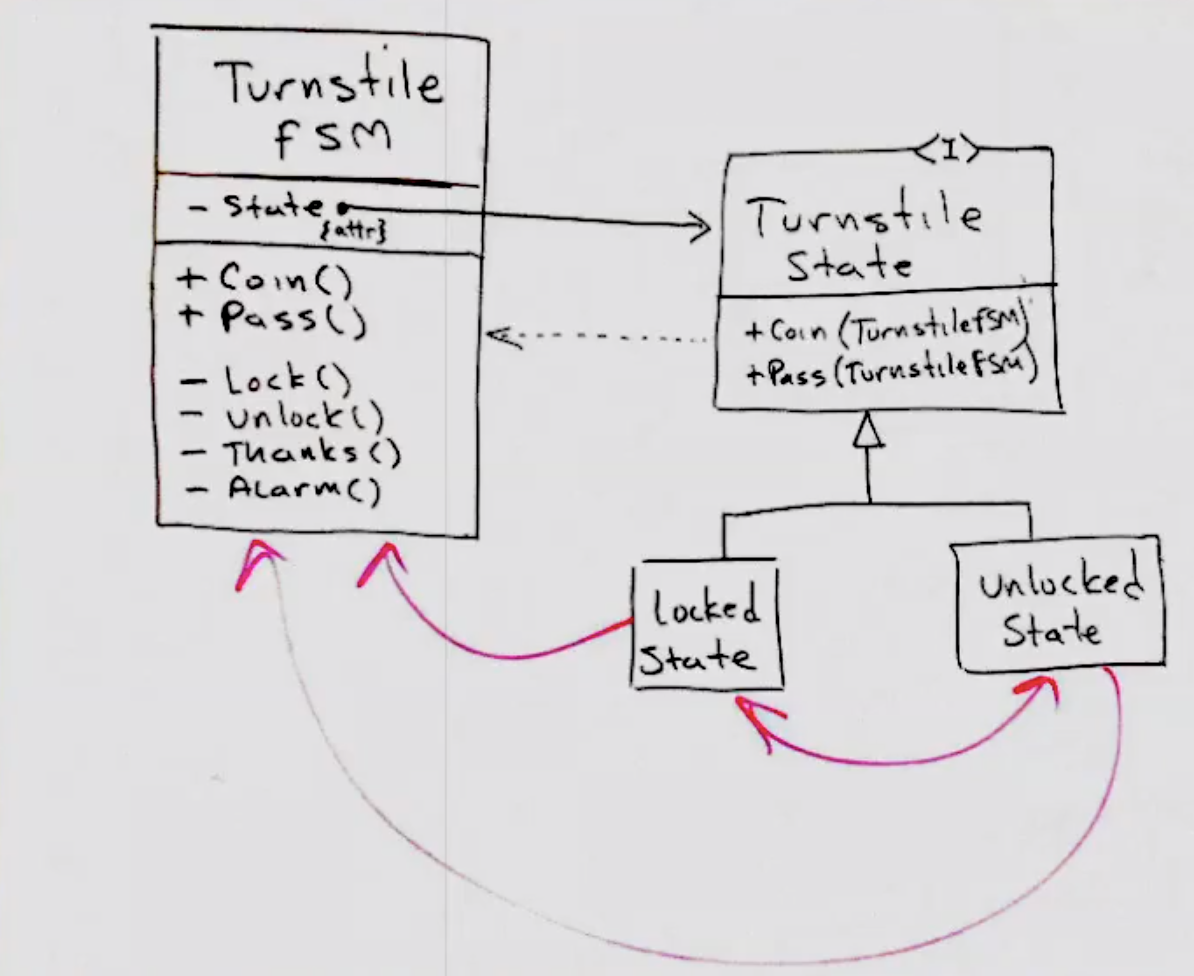 Turnstile
FSM
- State
{attr}
+ Coin()
+ Pass()
- Lock()
- Unlock()
- Thanks()
- Alarm()
<I>
Turnstile
State
+Coin (TurnstileFSM)
+Pass (TurnstileFSM)
Locked
State
Unlocked
State